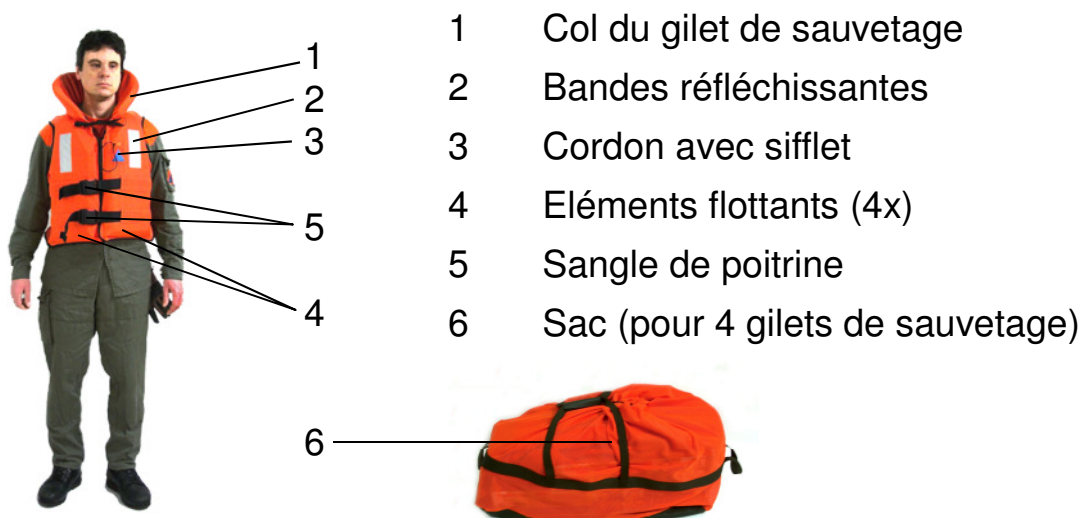 1 Col du gilet de sauvetage
2 Bandes réfléchissantes
3 Cordon avec sifflet
4 Eléments flottants (4x)
5 Sangle de poitrine
6 Sac (pour 4 gilets de sauvetage)
1
2
3
5
4
6